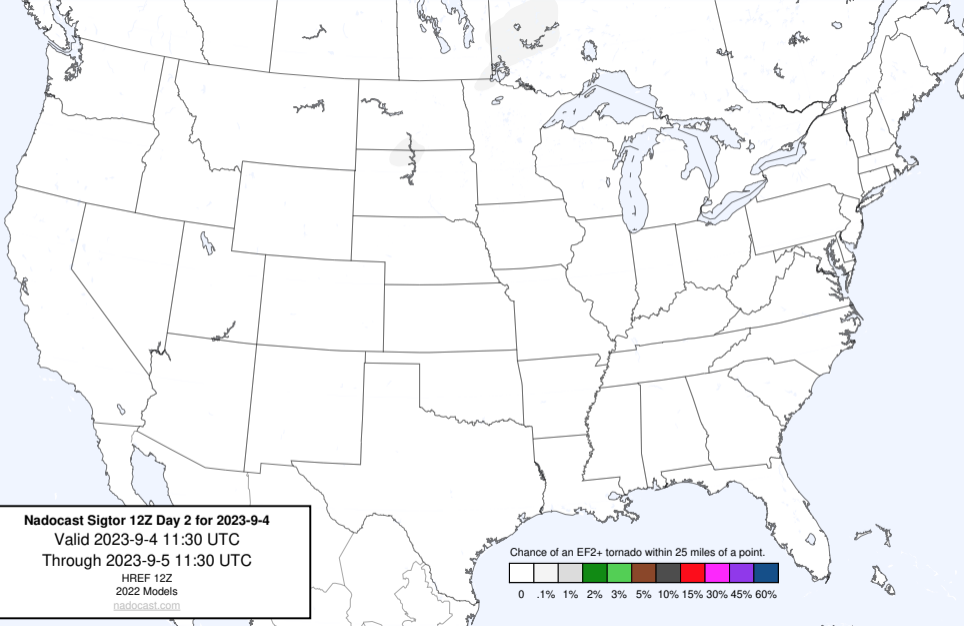 Nadocast Sigtor 12Z Day 2 for 2023-9-4
Valid 2023-9-4 11:30 UTC
Through 2023-9-5 11:30 UTC
HREF 12Z
2022 Models
nadocast.com
Chance of an EF2+ tornado within 25 miles of a point.
0 .1% 1% 2% 3% 5% 10% 15% 30% 45% 60%